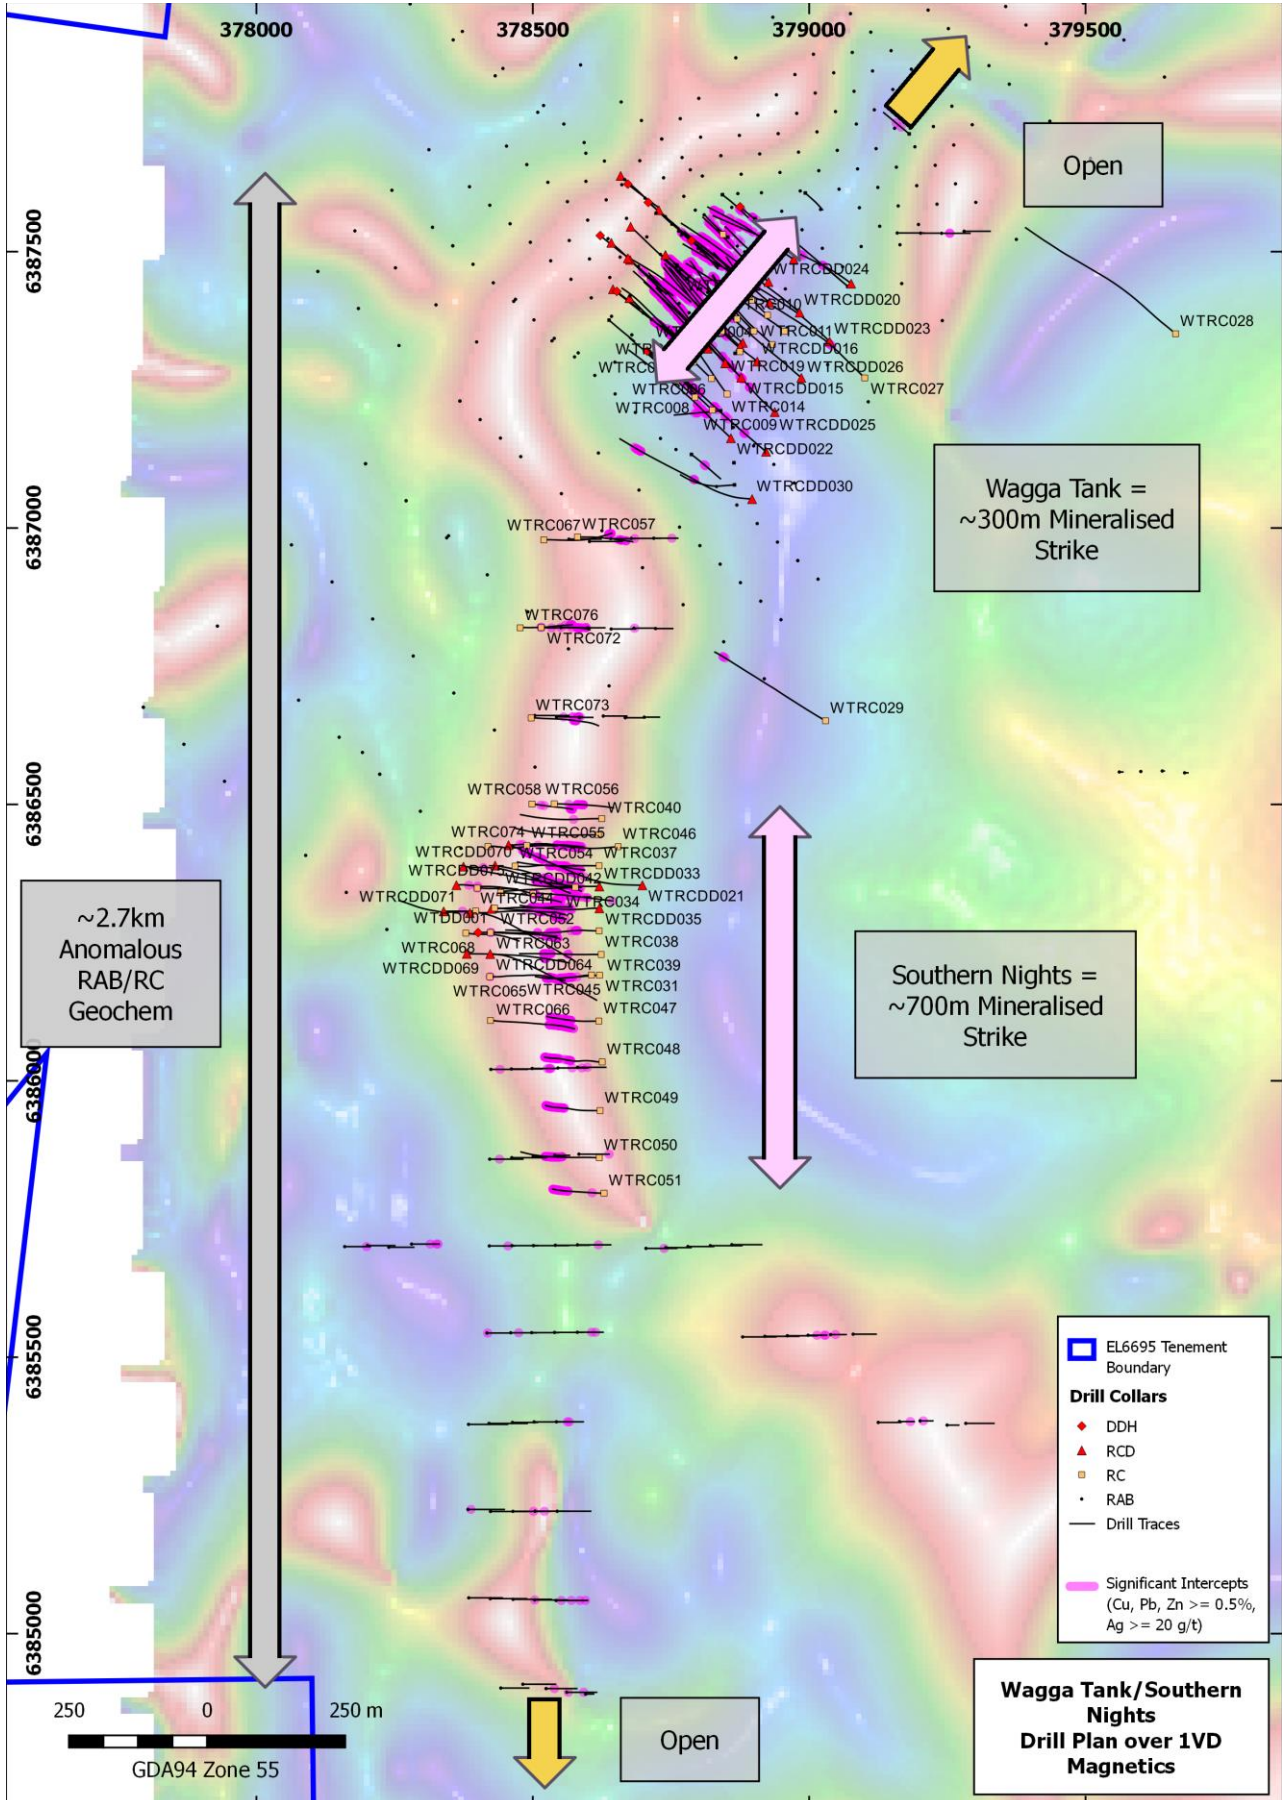 378000
378500
379000
379500
Open
6387500
WTRCDD024
WTRCDD020
WTRC010
WTRCDD023
WTRC011
WTRC028
WTRCDD016
WTRC019
WTRCDD026
WTRCDD015
WTRC027
WTRC008
WTRC014
WTRC009
WTRCDD025
WTRCDD022
WTRCDD030
Wagga Tank =
~300m Mineralised
Strike
6387000
WTRC067
WTRC057
WTRC076
WTRC072
WTRC073
WTRC029
6386500
WTRC058
WTRC056
WTRC040
WTRC074
WTRC055
WTRC046
WTRCDD070
WTRC054
WTRC037
WTRCDD075
WTRCDD042
WTRCDD033
WTRCDD071
WTRC044
WTRC034
WTRCDD021
WTDD001
WTRC052
WTRCDD035
WTRC068
WTRC063
WTRC038
WTRCDD069
WTRCDD064
WTRC039
WTRC065
WTRC045
WTRC031
WTRC066
WTRC047
~2.7km
Anomalous
RAB/RC
Geochem
Southern Nights =
~700m Mineralised
Strike
WTRC048
6386000
WTRC049
WTRC050
WTRC051
6385500
EL6695 Tenement
Boundary
Drill Collars
DDH
RCD
RC
RAB
Drill Traces
Significant Intercepts
(Cu, Pb, Zn >= 0.5%,
Ag >= 20 g/t)
6385000
250 0 250 m
GDA94 Zone 55
Open
Wagga Tank/Southern
Nights
Drill Plan over 1VD
Magnetics